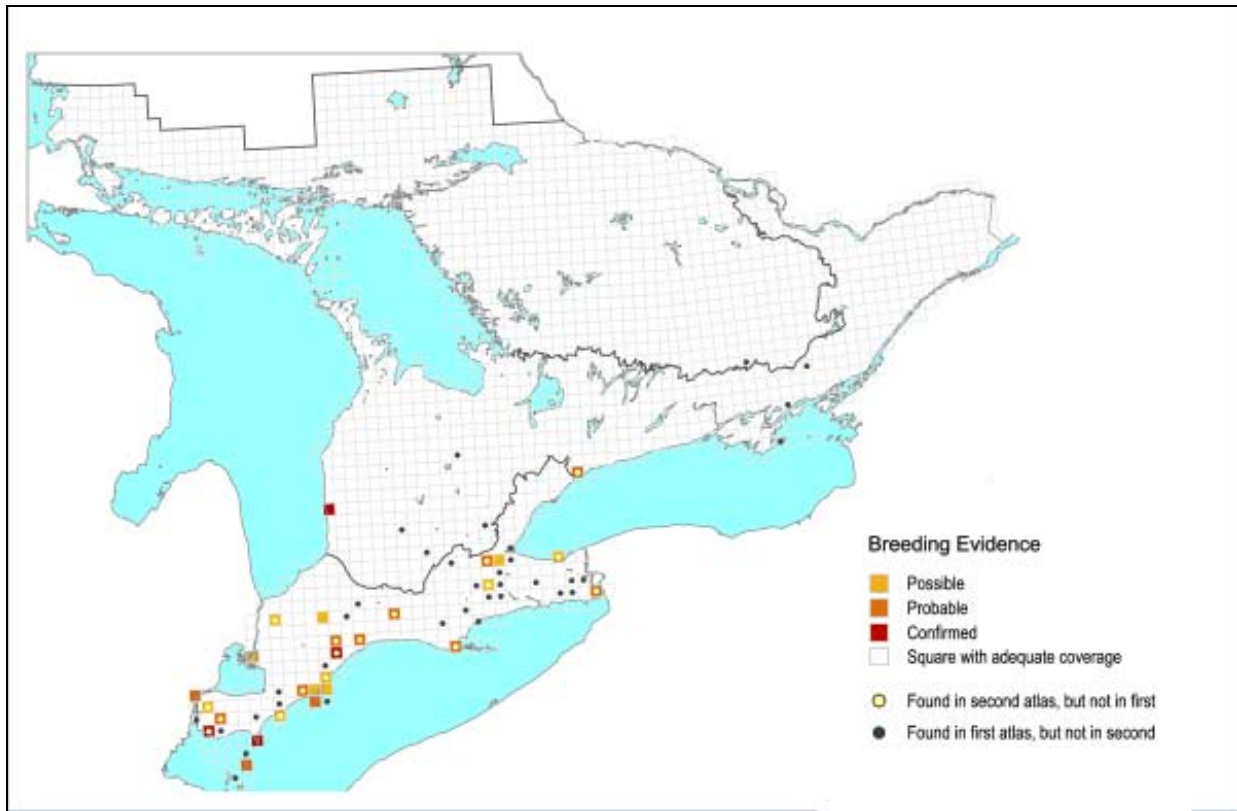 Breeding Evidence
Possible
Probable
Confirmed
Square with adequate coverage
Found in second atlas, but not in first
Found in first atlas, but not in second